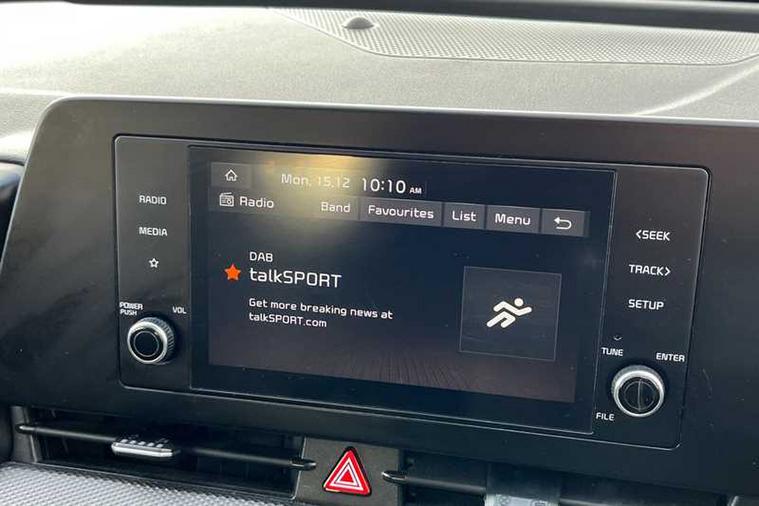 Mon, 15.12 10:10 AM
Radio Band Favourites List Menu
RADIO
MEDIA
POWER
PUSH
VOL
DAB
talkSPORT
Get more breaking news at
talkSPORT.com
<SEEK
TRACK>
SETUP
TUNE
ENTER
FILE